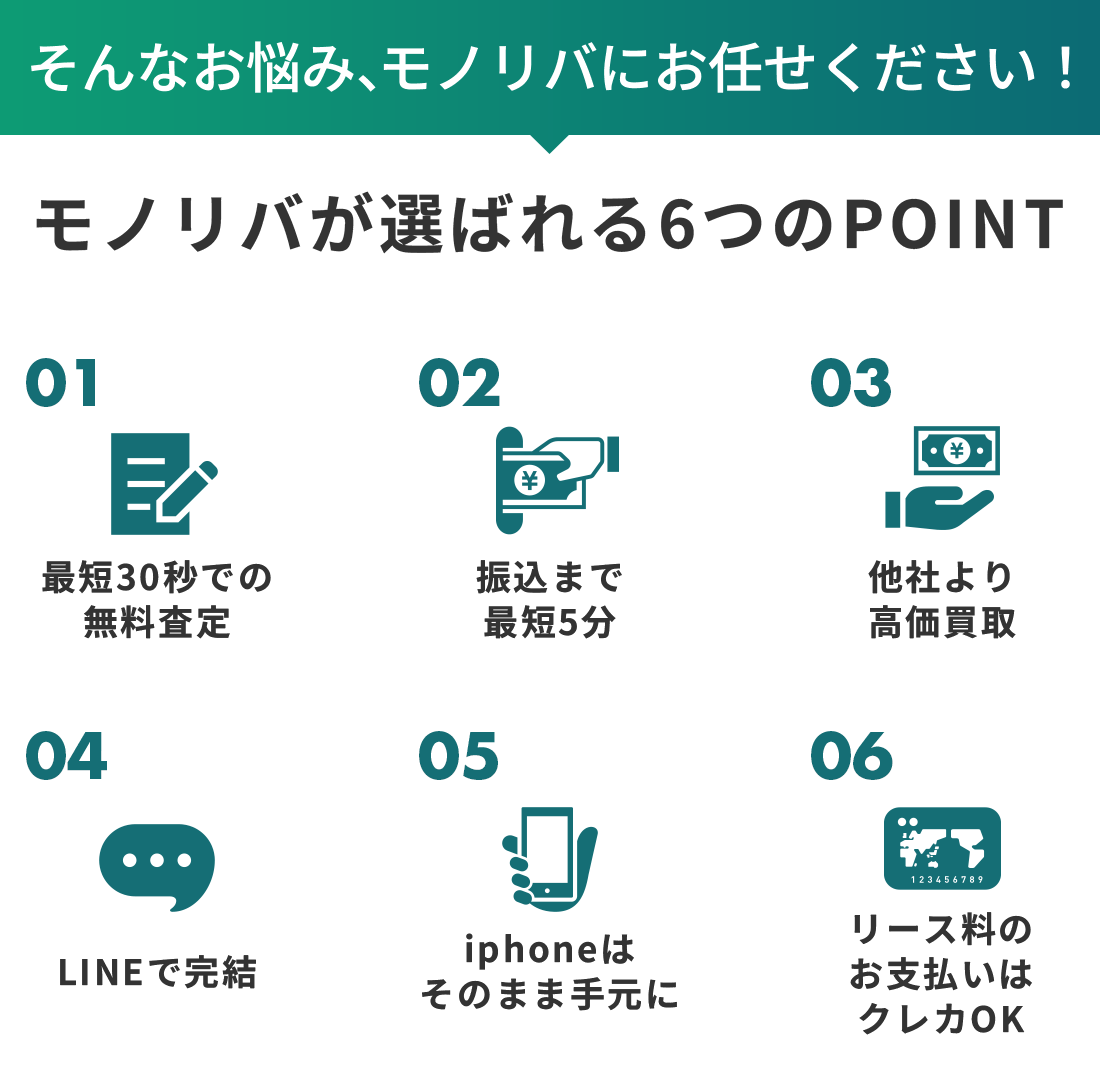 そんなお悩み、モノリバにお任せください！
モノリバが選ばれる6つのPOINT
01
02
03
¥
¥
最短30秒での
無料査定
振込まで
最短5分
他社より
高価買取
04
05
06
123456789
LINEで完結
iphoneは
そのまま手元に
リース料の
お支払いは
クレカOK